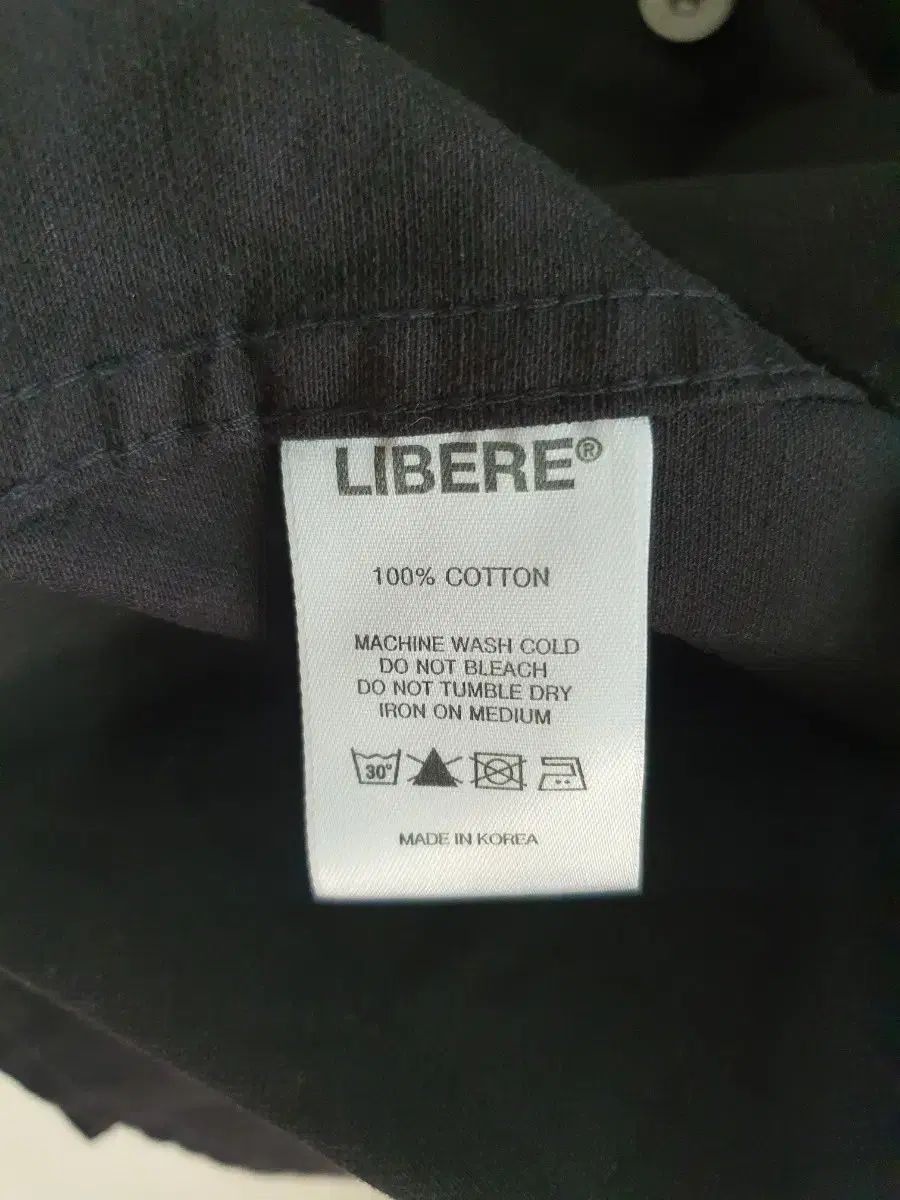 LIBERE®
100% COTTON
MACHINE WASH COLD
DO NOT BLEACH
DO NOT TUMBLE DRY
IRON ON MEDIUM
30°
MADE IN KOREA